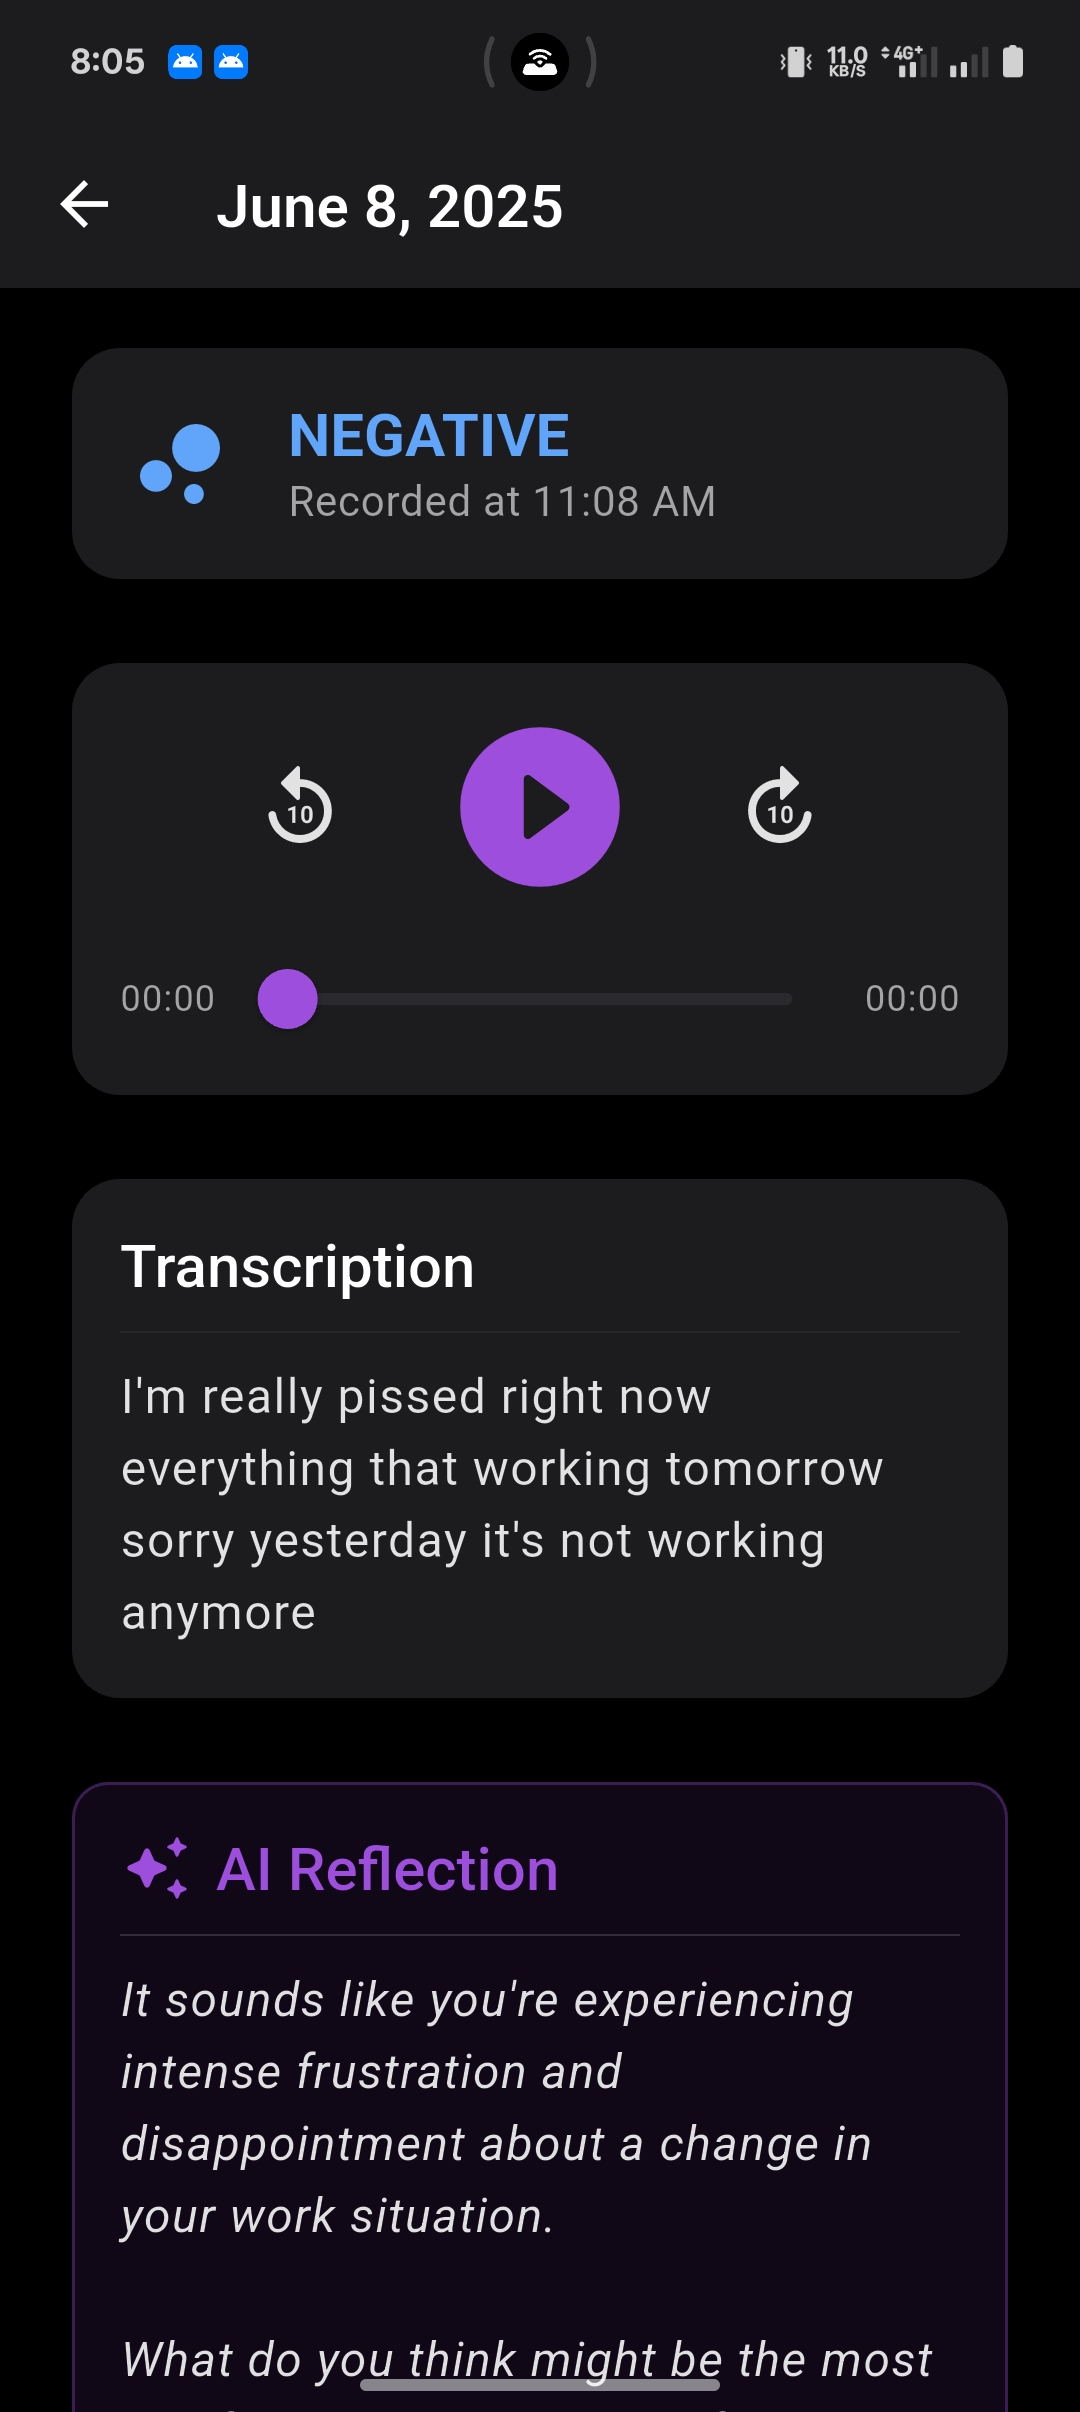 8:05
11.0
KB/S
4G+
June 8, 2025
NEGATIVE
Recorded at 11:08 AM
10
10
00:00
00:00
Transcription
I'm really pissed right now
everything that working tomorrow
sorry yesterday it's not working
anymore
AI Reflection
It sounds like you're experiencing
intense frustration and
disappointment about a change in
your work situation.
What do you think might be the most